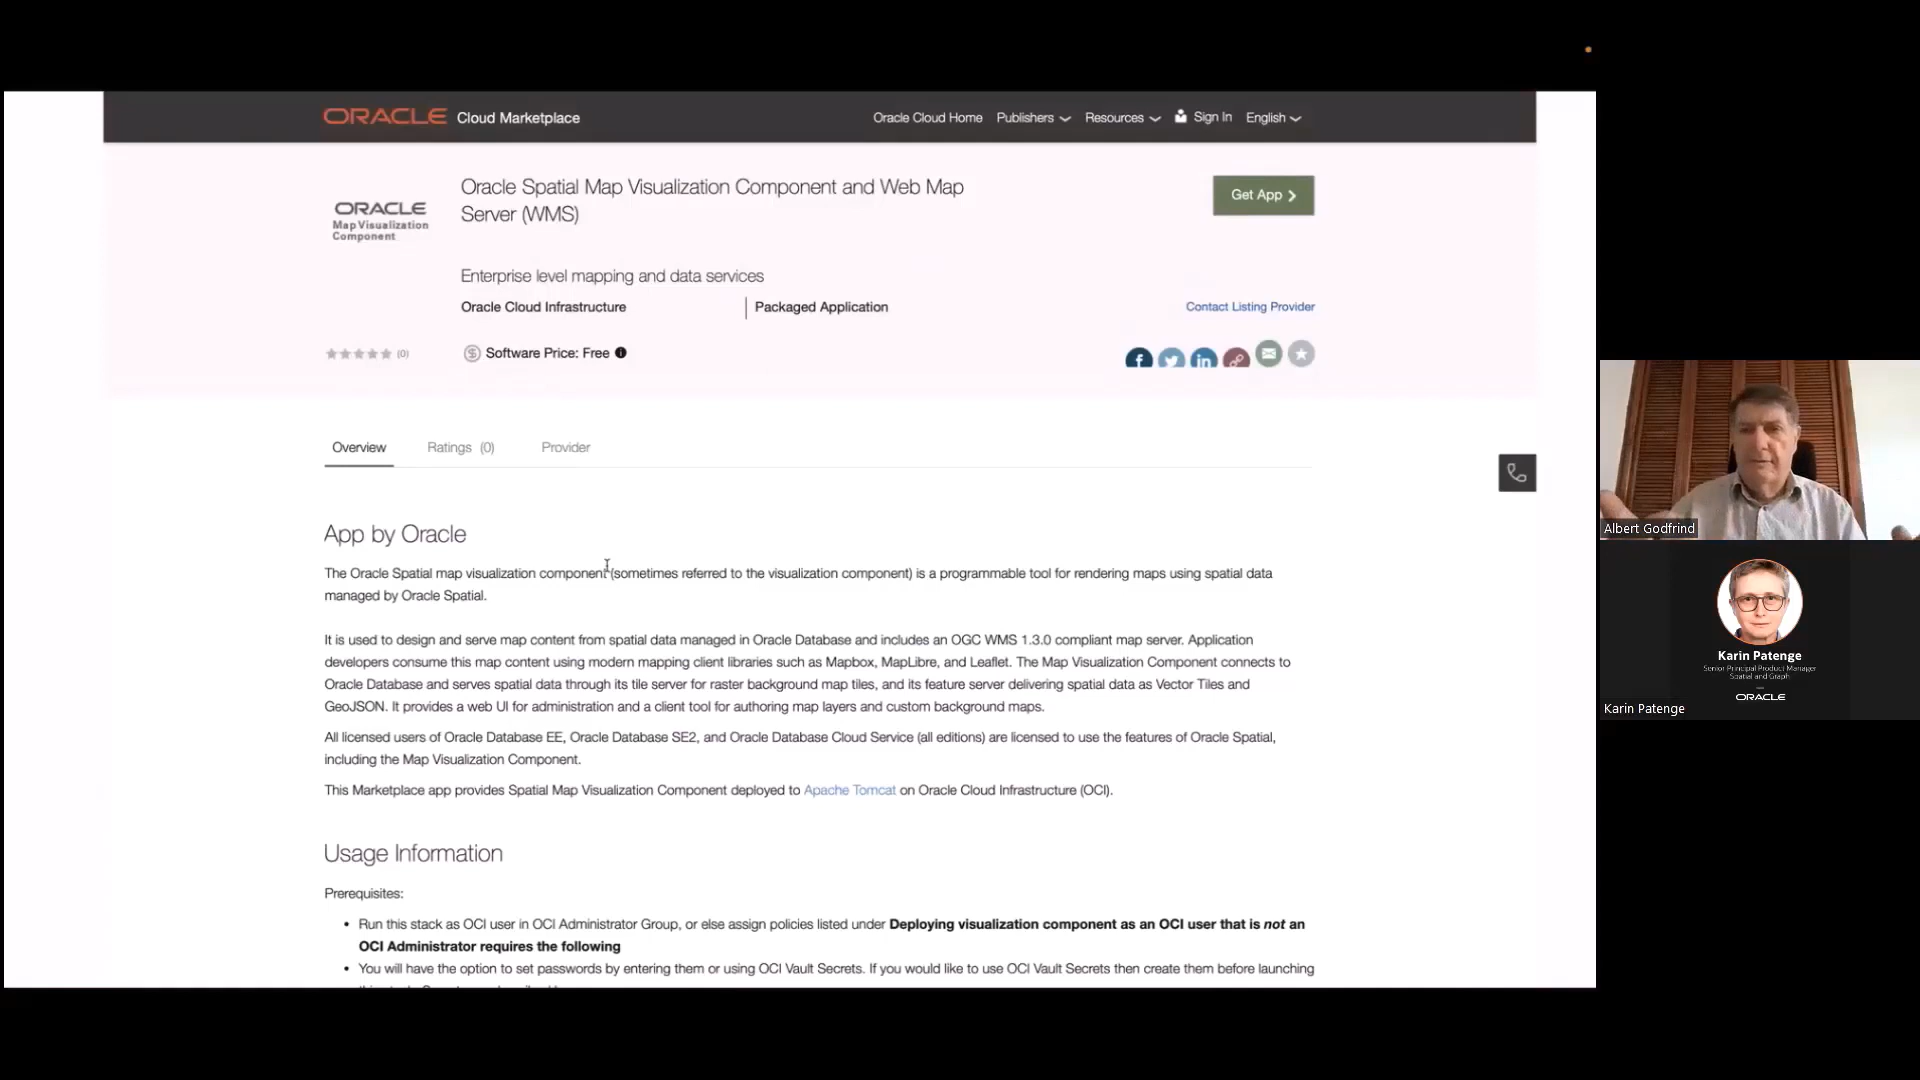 ORACLE Cloud Marketplace
Oracle Cloud Home Publishers Resources Sign In English
ORACLE
Map Visualization
Component
Oracle Spatial Map Visualization Component and Web Map
Server (WMS)
Get App
Enterprise level mapping and data services
Oracle Cloud Infrastructure | Packaged Application
Contact Listing Provider
(0)
Software Price: Free
Overview Ratings (0) Provider
App by Oracle
The Oracle Spatial map visualization component (sometimes referred to the visualization component) is a programmable tool for rendering maps using spatial data
managed by Oracle Spatial.
It is used to design and serve map content from spatial data managed in Oracle Database and includes an OGC WMS 1.3.0 compliant map server. Application
developers consume this map content using modern mapping client libraries such as Mapbox, MapLibre, and Leaflet. The Map Visualization Component connects to
Oracle Database and serves spatial data through its tile server for raster background map tiles, and its feature server delivering spatial data as Vector Tiles and
GeoJSON. It provides a web UI for administration and a client tool for authoring map layers and custom background maps.
All licensed users of Oracle Database EE, Oracle Database SE2, and Oracle Database Cloud Service (all editions) are licensed to use the features of Oracle Spatial,
including the Map Visualization Component.
This Marketplace app provides Spatial Map Visualization Component deployed to Apache Tomcat on Oracle Cloud Infrastructure (OCI).
Usage Information
Prerequisites:
• Run this stack as OCI user in OCI Administrator Group, or else assign policies listed under Deploying visualization component as an OCI user that is not an
OCI Administrator requires the following
• You will have the option to set passwords by entering them or using OCI Vault Secrets. If you would like to use OCI Vault Secrets then create them before launching
Albert Godfrind
Karin Patenge
Senior Principal Product Manager
Spatial and Graph
ORACLE
Karin Patenge